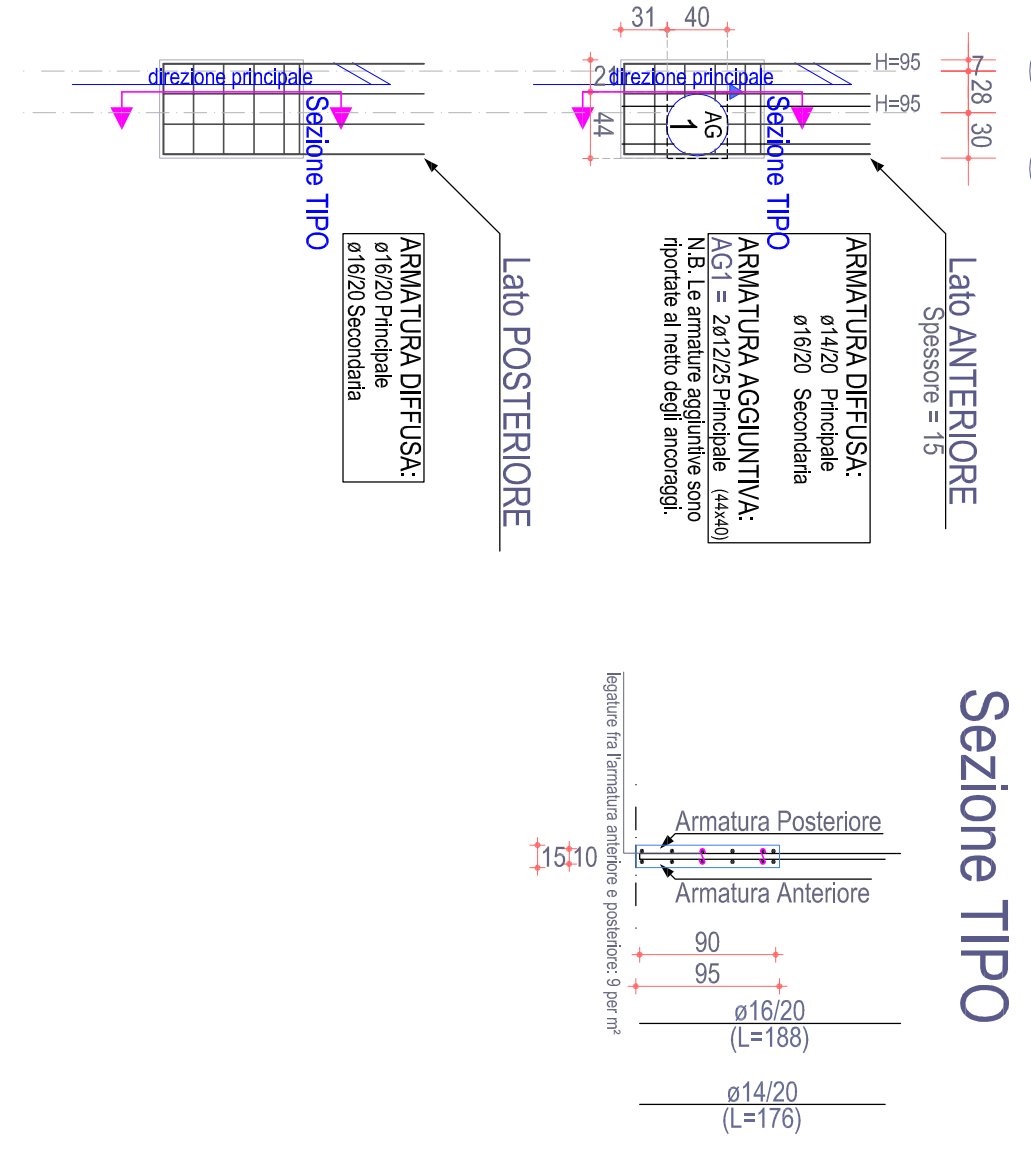 31
40
H=95
H=95
7
28
30
21
44
direzione principale
direzione principale
Sezione TIPO
Sezione TIPO
AG
1
Lato POSTERIORE
ARMATURA DIFFUSA:
ø16/20 Principale
ø16/20 Secondaria
Lato ANTERIORE
Spessore = 15
ARMATURA DIFFUSA:
ø14/20 Principale
ø16/20 Secondaria
ARMATURA AGGIUNTIVA:
AG1 = 2ø12/25 Principale (44x40)
N.B. Le armature aggiuntive sono
riportate al netto degli ancoraggi.
Sezione TIPO
legature fra l'armatura anteriore e posteriore: 9 per m²
Armatura Posteriore
Armatura Anteriore
15
10
90
95
ø16/20
(L=188)
ø14/20
(L=176)